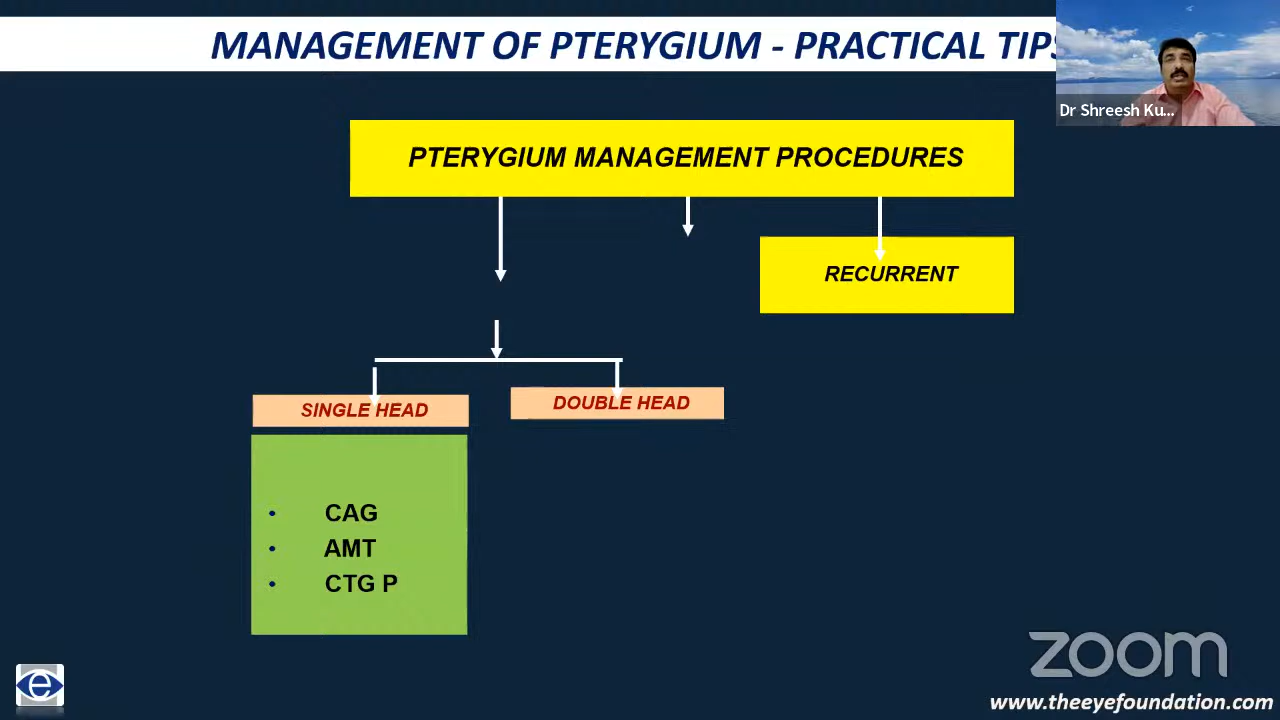 MANAGEMENT OF PTERYGIUM - PRACTICAL TIPS
Dr Shreesh Ku...
PTERYGIUM MANAGEMENT PROCEDURES
RECURRENT
SINGLE HEAD
DOUBLE HEAD
• CAG
• AMT
• CTG P
zoom
e
www.theeyefoundation.com